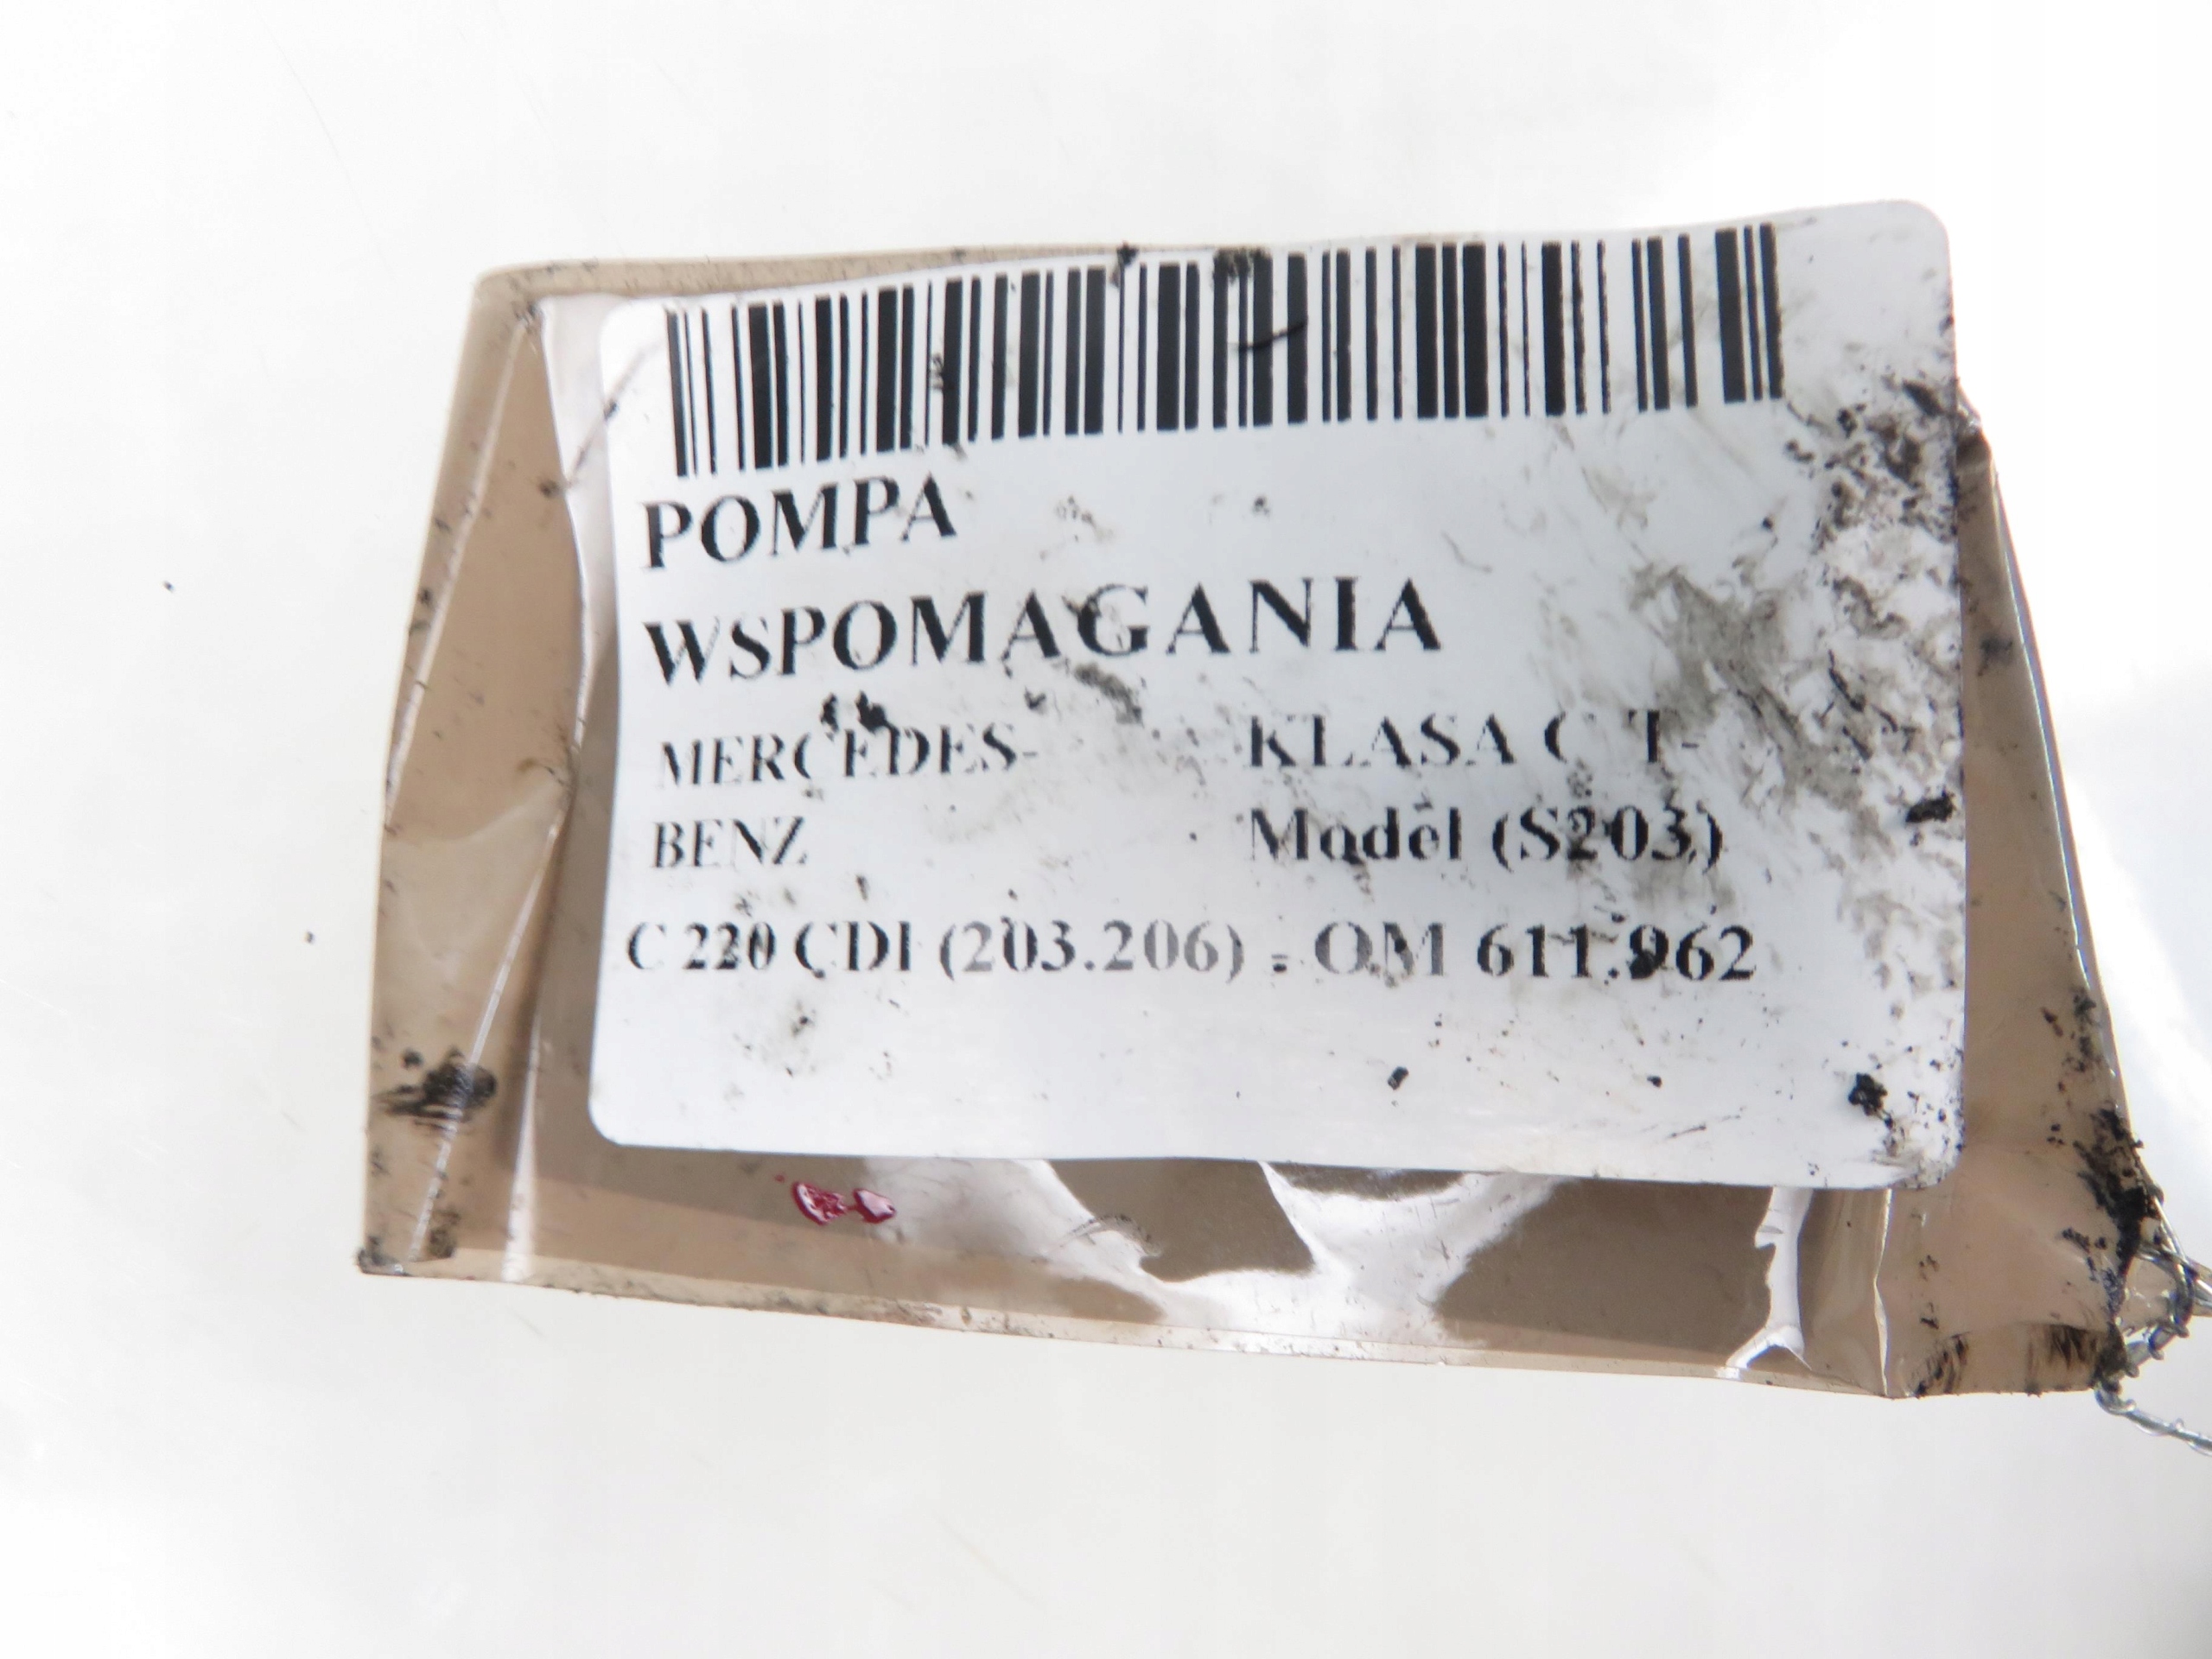 POMPA
WSPOMAGANIA
MERCEDES- KLASA C T-
BENZ Model (S203)
C 220 CDI (203.206) - OM 611.962